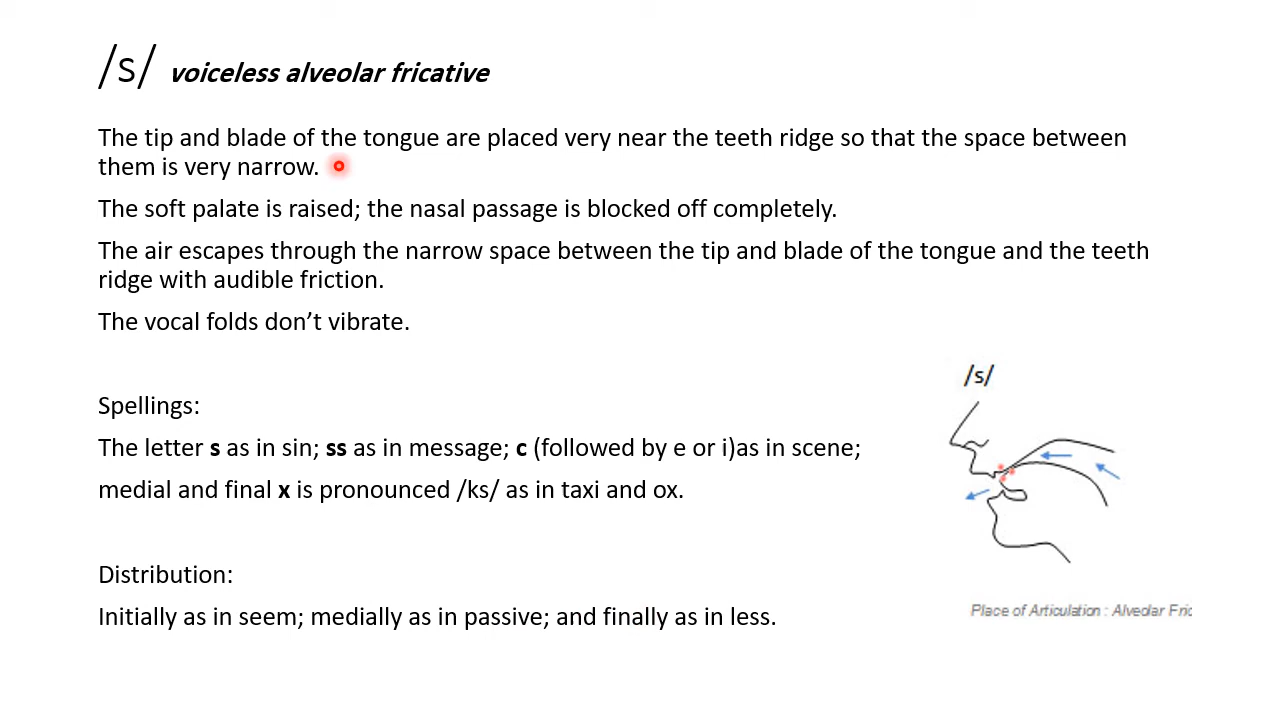 /s/ voiceless alveolar fricative
The tip and blade of the tongue are placed very near the teeth ridge so that the space between
them is very narrow.
The soft palate is raised; the nasal passage is blocked off completely.
The air escapes through the narrow space between the tip and blade of the tongue and the teeth
ridge with audible friction.
The vocal folds don’t vibrate.
Spellings:
The letter s as in sin; ss as in message; c (followed by e or i)as in scene;
medial and final x is pronounced /ks/ as in taxi and ox.
Distribution:
Initially as in seem; medially as in passive; and finally as in less.
/s/
Place of Articulation : Alveolar Fric